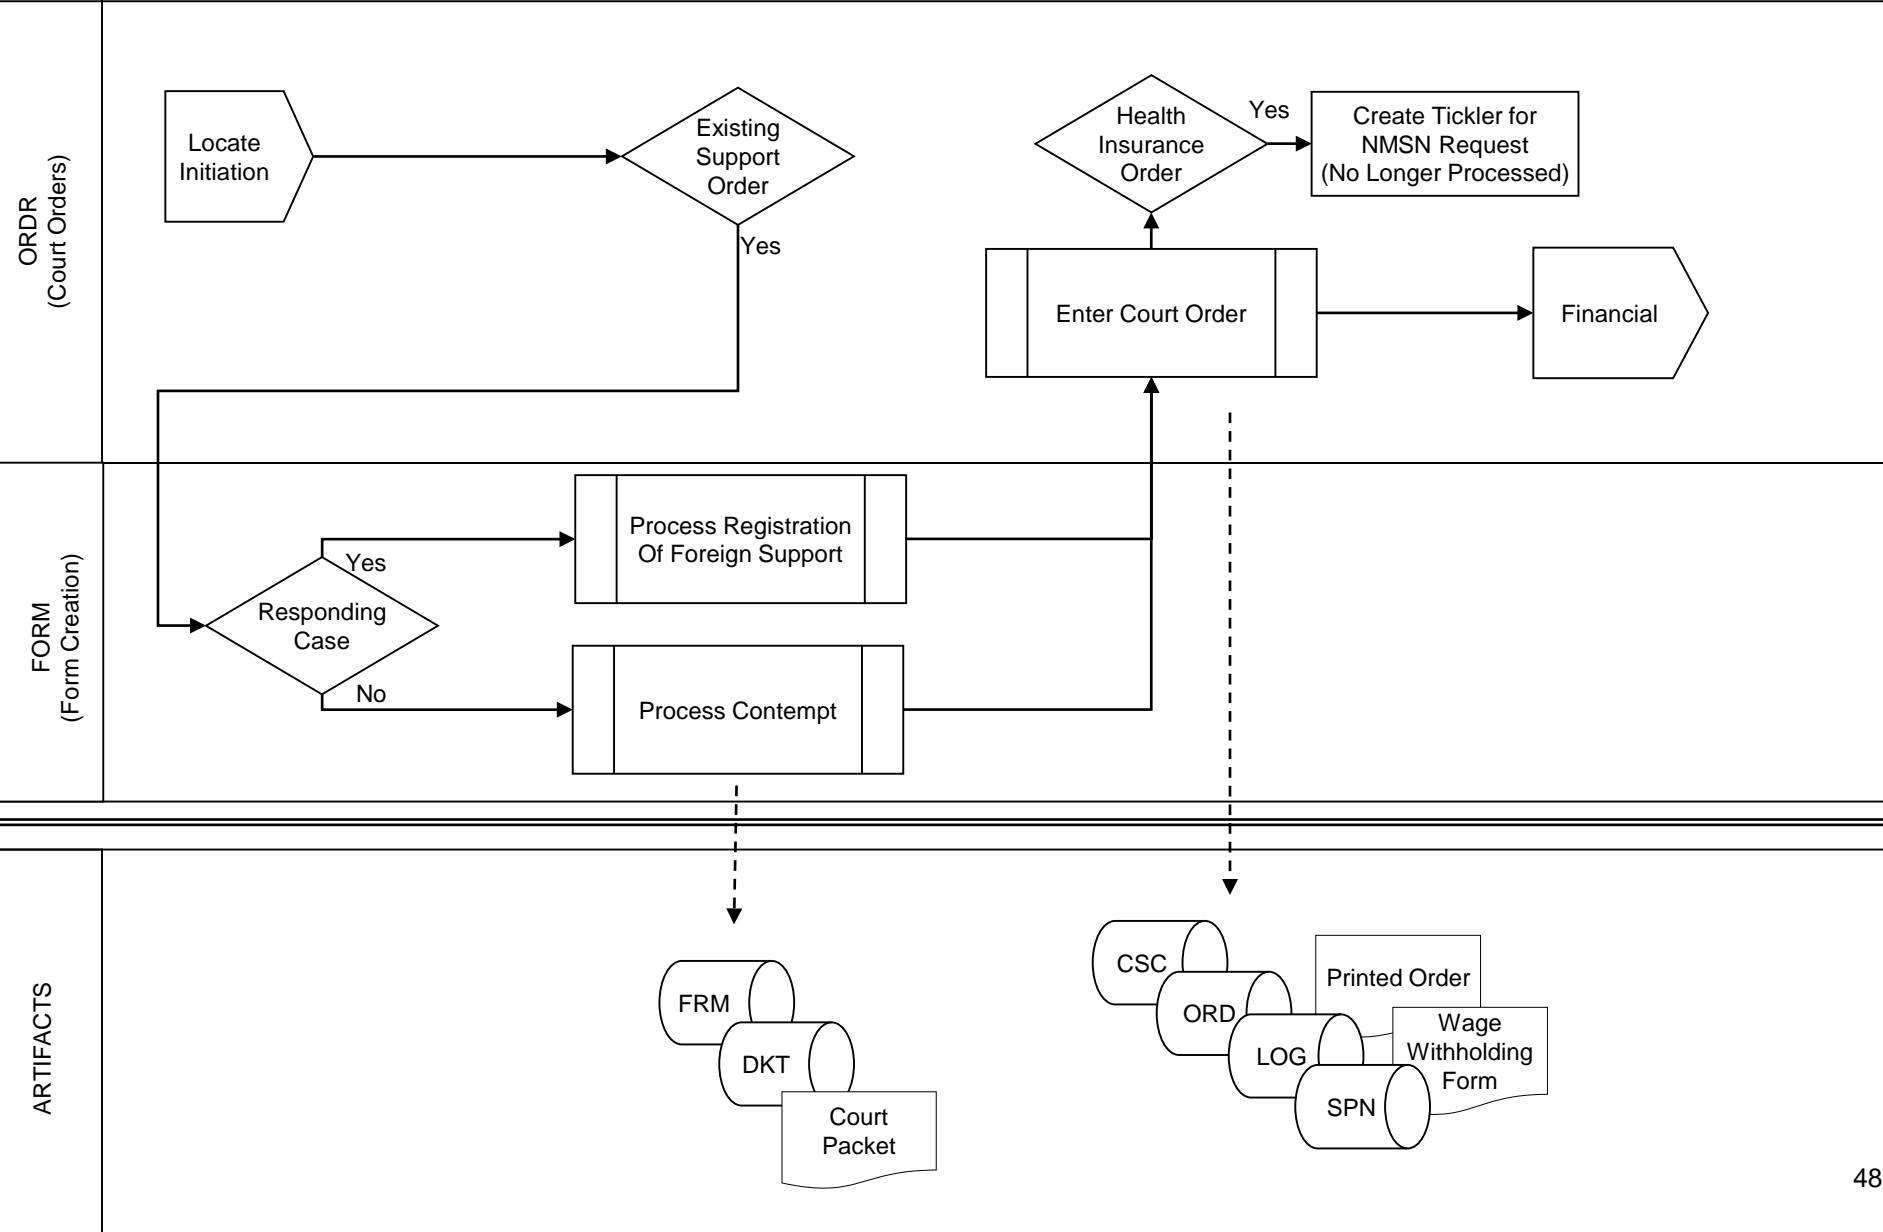 ORDR
(Court Orders)
Locate
Initiation
Existing
Support
Order
Yes
Health
Insurance
Order
Yes
Create Tickler for
NMSN Request
(No Longer Processed)
Enter Court Order
Financial
FORM
(Form Creation)
Responding
Case
Yes
No
Process Registration
Of Foreign Support
Process Contempt
ARTIFACTS
FRM
DKT
Court
Packet
CSC
ORD
LOG
SPN
Printed Order
Wage
Withholding
Form
48